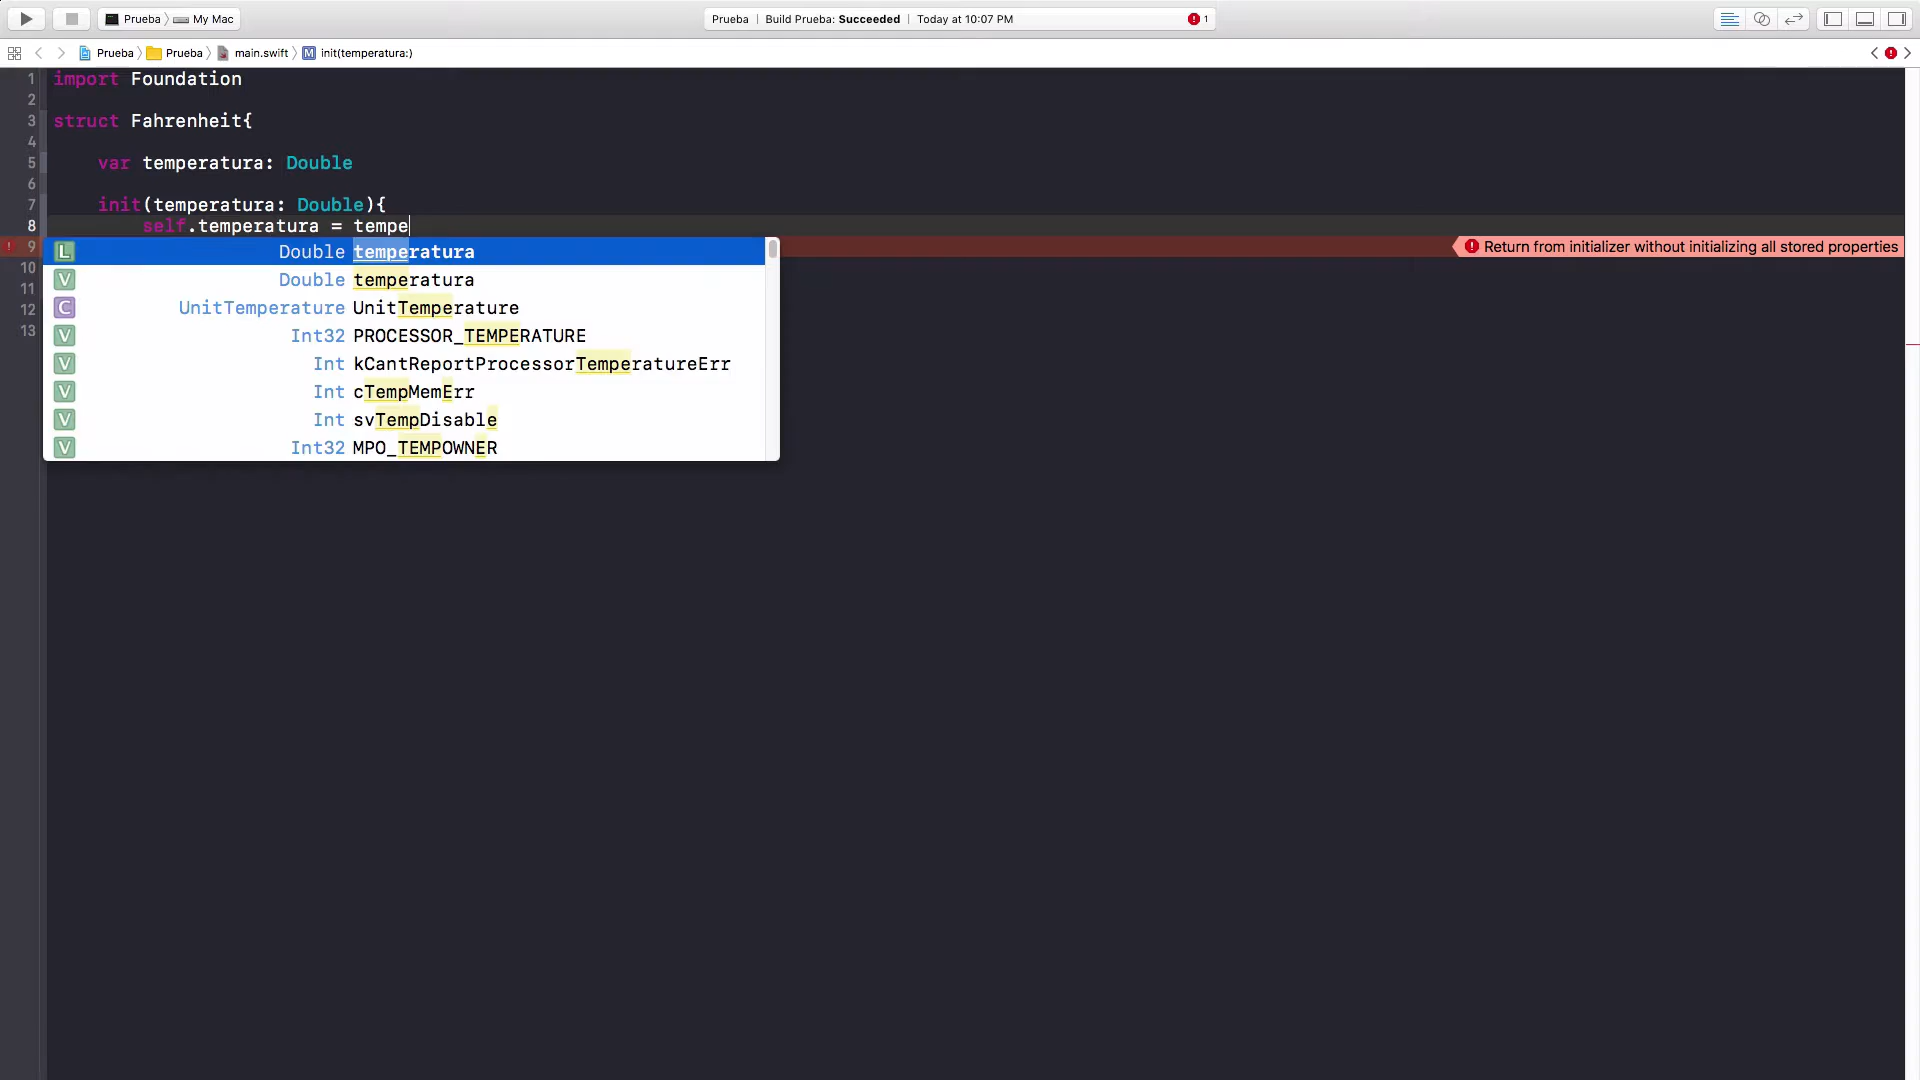 Prueba My Mac
Prueba Build Prueba: Succeeded Today at 10:07 PM 1
Prueba Prueba main.swift M init(temperatura:)
1 import Foundation
2
3 struct Fahrenheit{
4
5 var temperatura: Double
6
7 init(temperatura: Double){
8 self.temperatura = tempe
9 Return from initializer without initializing all stored properties
L Double temperatura
10
V Double temperatura
11
C UnitTemperature UnitTemperature
12
13
V Int32 PROCESSOR_TEMPERATURE
V Int kCantReportProcessorTemperatureErr
V Int cTempMemErr
V Int svTempDisable
V Int32 MPO_TEMPOWNER